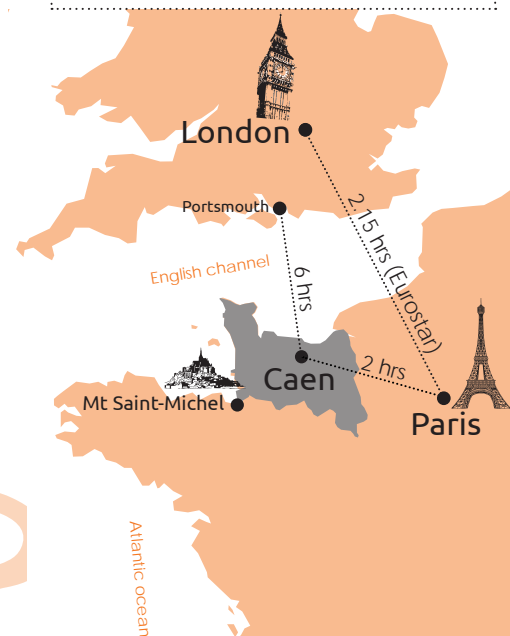 London
Portsmouth
2.15 hrs (Eurostar)
English channel
6 hrs
Caen
2 hrs
Mt Saint-Michel
Paris
Atlantic ocean